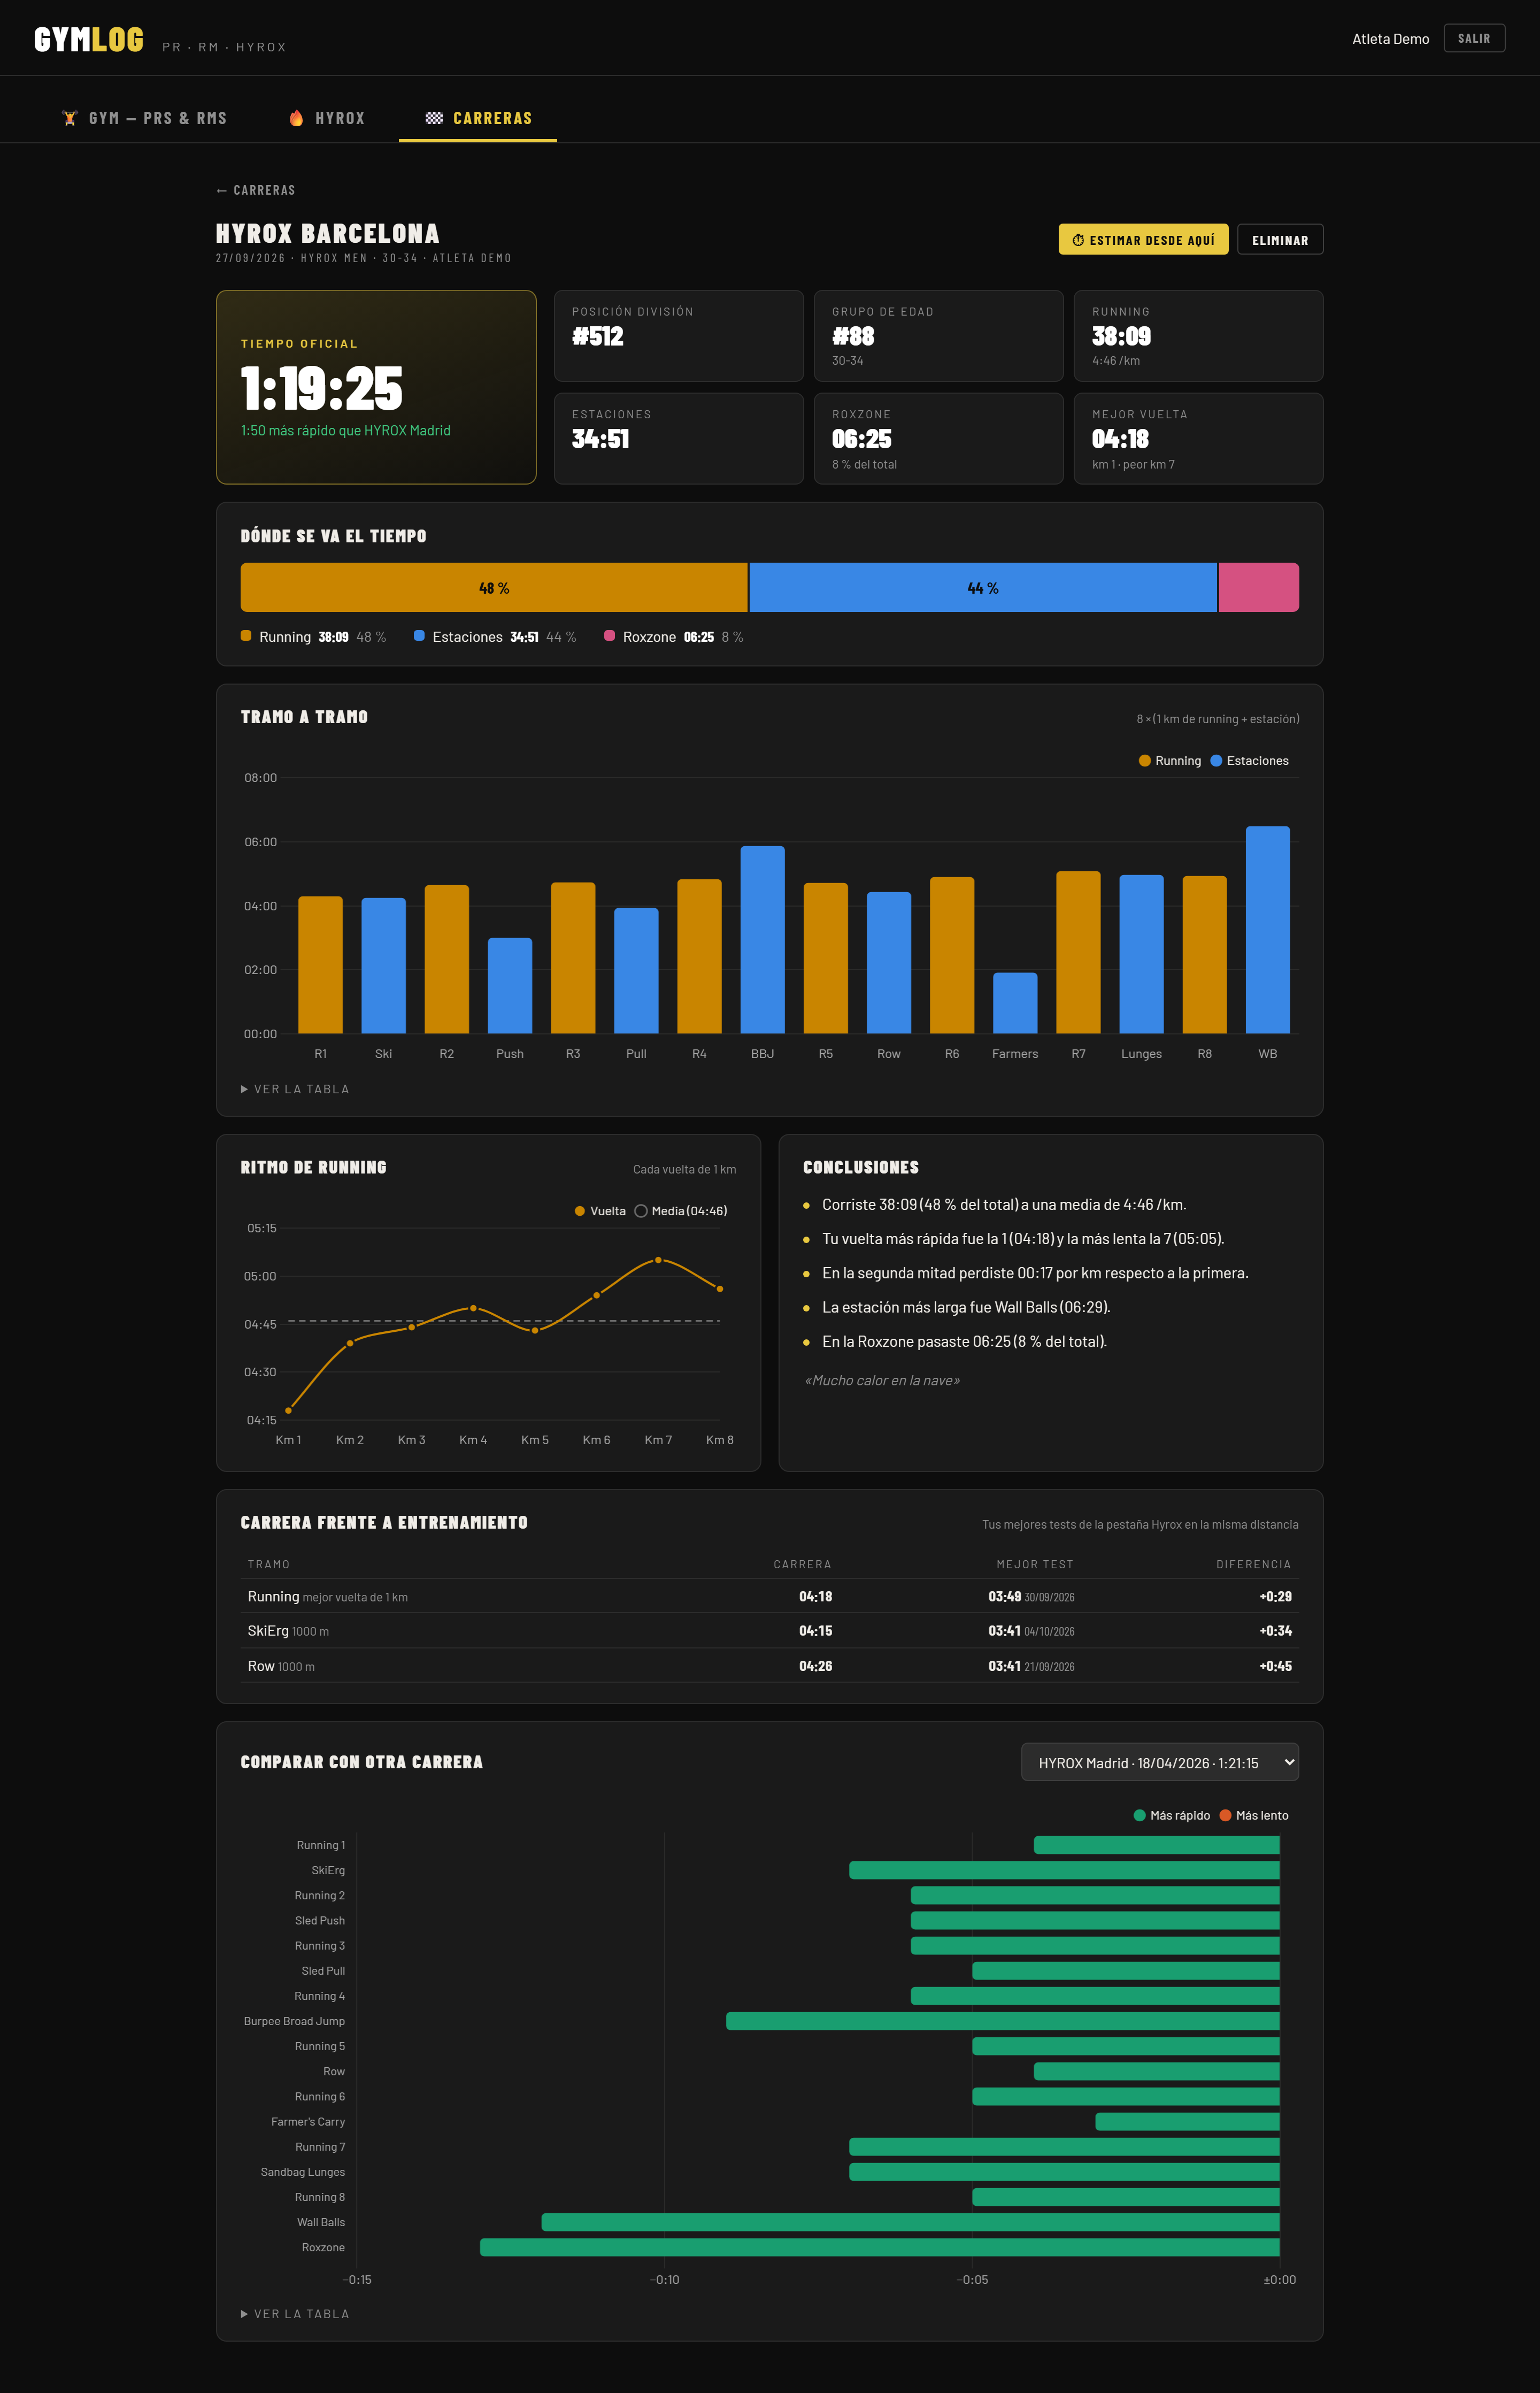 GYMLOG PR · RM · HYROX
Atleta Demo SALIR
GYM — PRS & RMS HYROX CARRERAS
← CARRERAS
HYROX BARCELONA
27/09/2026 · HYROX MEN · 30-34 · ATLETA DEMO
ESTIMAR DESDE AQUÍ ELIMINAR
TIEMPO OFICIAL
1:19:25
1:50 más rápido que HYROX Madrid
POSICIÓN DIVISIÓN
#512
GRUPO DE EDAD
#88
30-34
RUNNING
38:09
4:46 /km
ESTACIONES
34:51
ROXZONE
06:25
8 % del total
MEJOR VUELTA
04:18
km 1 · peor km 7
DÓNDE SE VA EL TIEMPO
48 % 44 %
Running 38:09 48 % Estaciones 34:51 44 % Roxzone 06:25 8 %
TRAMO A TRAMO
8 × (1 km de running + estación)
Running Estaciones
08:00
06:00
04:00
02:00
00:00
R1 Ski R2 Push R3 Pull R4 BBJ R5 Row R6 Farmers R7 Lunges R8 WB
▶ VER LA TABLA
RITMO DE RUNNING
Cada vuelta de 1 km
Vuelta Media (04:46)
05:15
05:00
04:45
04:30
04:15
Km 1 Km 2 Km 3 Km 4 Km 5 Km 6 Km 7 Km 8
CONCLUSIONES
Corriste 38:09 (48 % del total) a una media de 4:46 /km.
Tu vuelta más rápida fue la 1 (04:18) y la más lenta la 7 (05:05).
En la segunda mitad perdiste 00:17 por km respecto a la primera.
La estación más larga fue Wall Balls (06:29).
En la Roxzone pasaste 06:25 (8 % del total).
«Mucho calor en la nave»
CARRERA FRENTE A ENTRENAMIENTO
Tus mejores tests de la pestaña Hyrox en la misma distancia
TRAMO CARRERA MEJOR TEST DIFERENCIA
Running mejor vuelta de 1 km 04:18 03:49 30/09/2026 +0:29
SkiErg 1000 m 04:15 03:41 04/10/2026 +0:34
Row 1000 m 04:26 03:41 21/09/2026 +0:45
COMPARAR CON OTRA CARRERA
HYROX Madrid · 18/04/2026 · 1:21:15
Más rápido Más lento
Running 1
SkiErg
Running 2
Sled Push
Running 3
Sled Pull
Running 4
Burpee Broad Jump
Running 5
Row
Running 6
Farmer's Carry
Running 7
Sandbag Lunges
Running 8
Wall Balls
Roxzone
−0:15 −0:10 −0:05 ±0:00
▶ VER LA TABLA